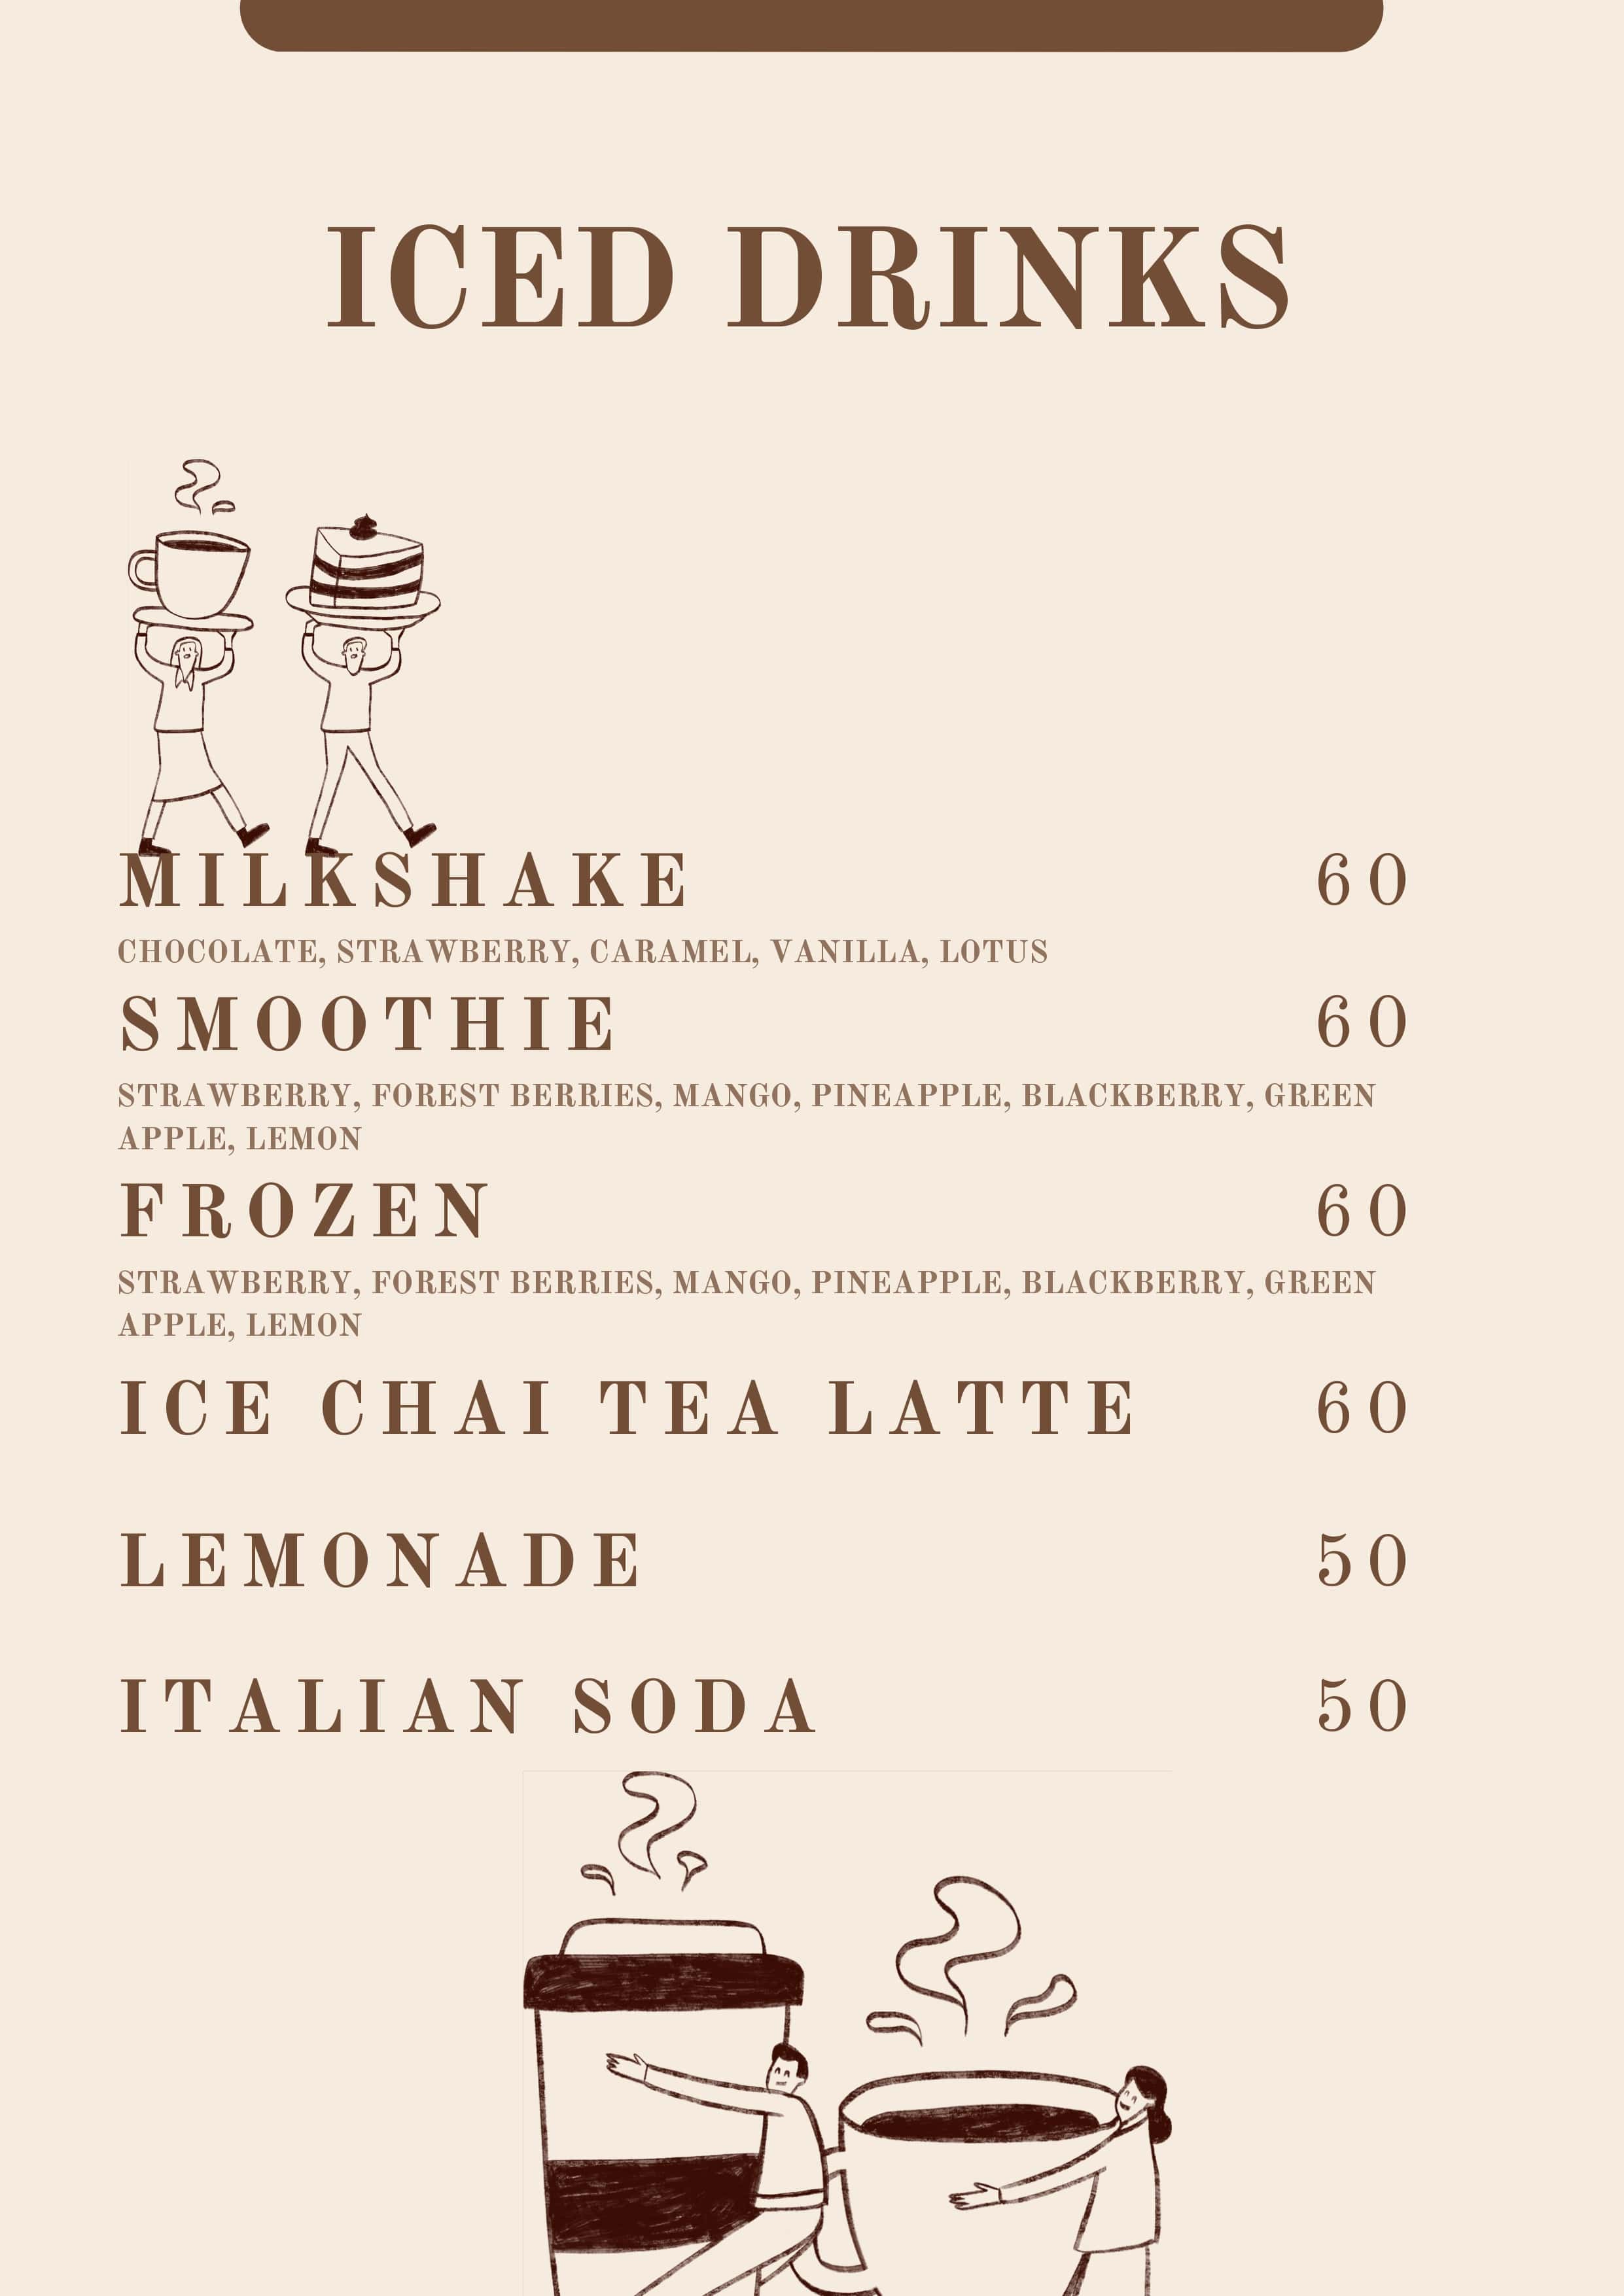 ICED DRINKS
MILKSHAKE 60
CHOCOLATE, STRAWBERRY, CARAMEL, VANILLA, LOTUS
SMOOTHIE 60
STRAWBERRY, FOREST BERRIES, MANGO, PINEAPPLE, BLACKBERRY, GREEN
APPLE, LEMON
FROZEN 60
STRAWBERRY, FOREST BERRIES, MANGO, PINEAPPLE, BLACKBERRY, GREEN
APPLE, LEMON
ICE CHAI TEA LATTE 60
LEMONADE 50
ITALIAN SODA 50